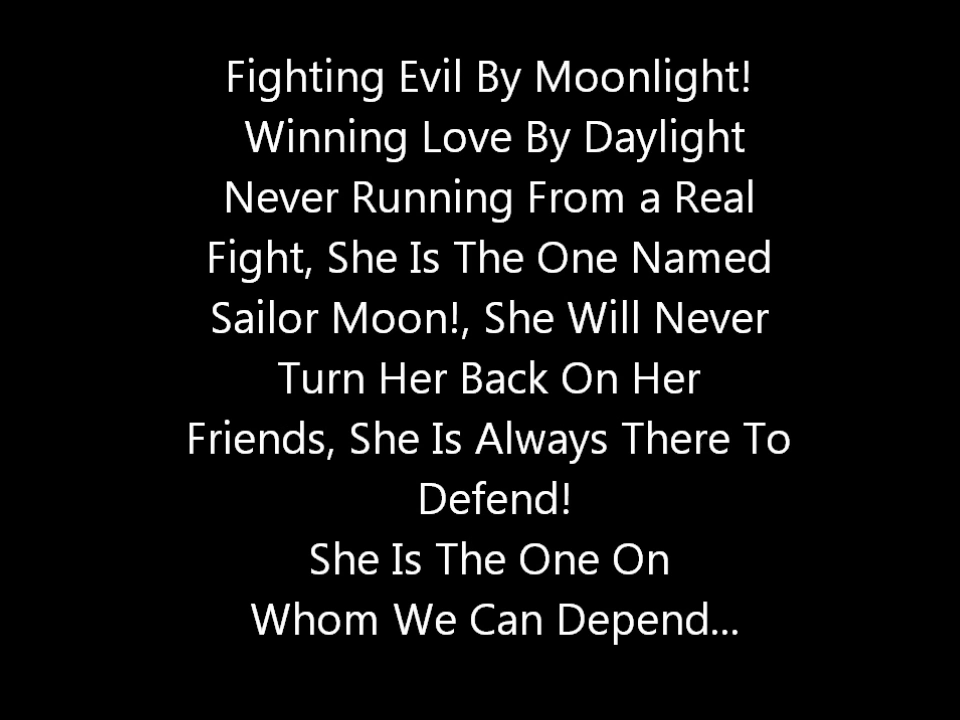 Fighting Evil By Moonlight!
Winning Love By Daylight
Never Running From a Real
Fight, She Is The One Named
Sailor Moon!, She Will Never
Turn Her Back On Her
Friends, She Is Always There To
Defend!
She Is The One On
Whom We Can Depend...